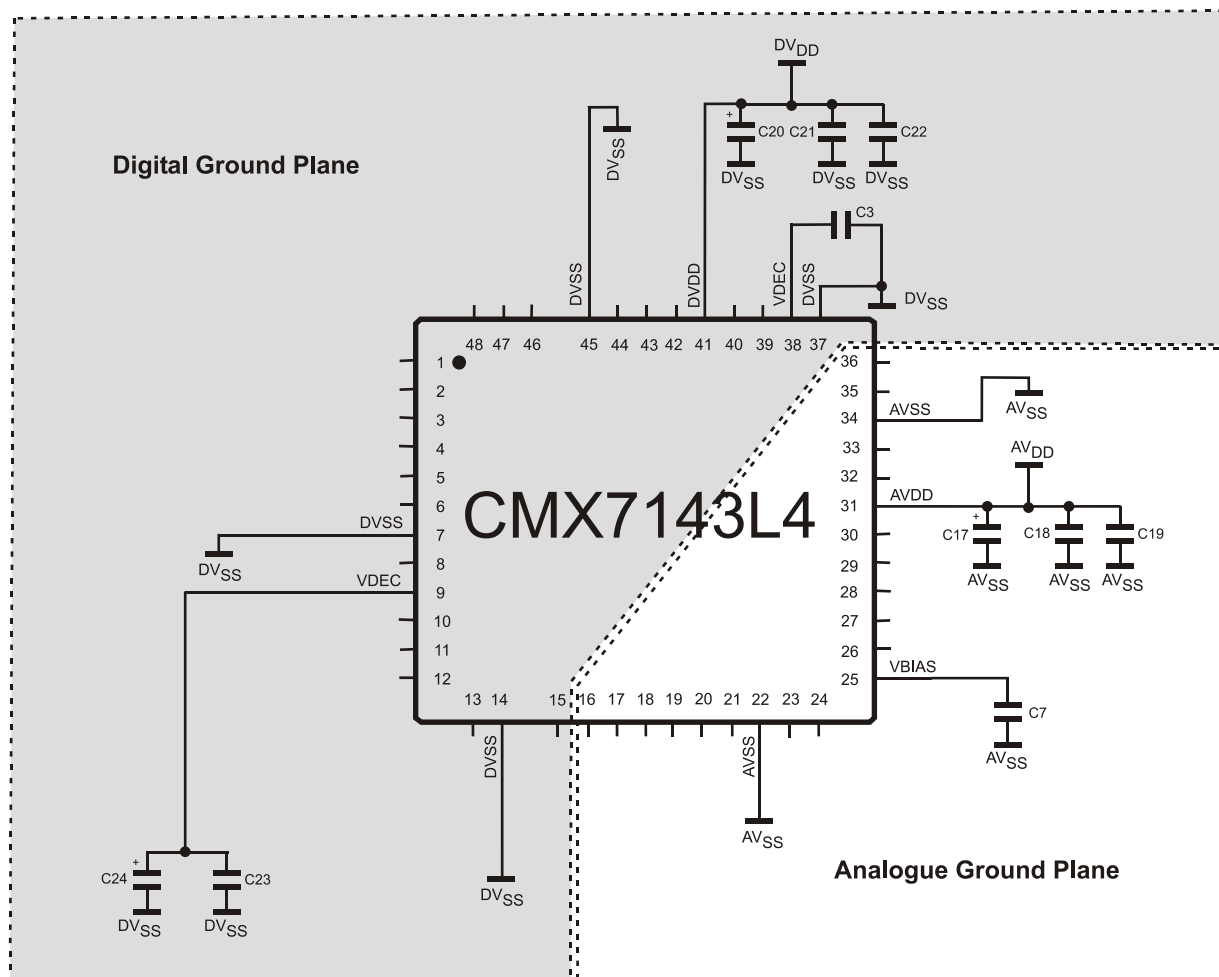 DVDD
+
C20
C21
C22
DVSS
DVSS
DVSS
DVSS
Digital Ground Plane
C3
DVSS
DVDD
VDEC
DVSS
DVSS
48
47
46
45
44
43
42
41
40
39
38
37
1
2
3
4
5
6
7
8
9
10
11
12
DVSS
DVSS
VDEC
CMX7143L4
36
35
34
33
32
31
30
29
28
27
26
25
AVSS
AVSS
AVDD
AVDD
+
C17
C18
C19
AVSS
AVSS
AVSS
VBIAS
C7
AVSS
13
14
15
16
17
18
19
20
21
22
23
24
DVSS
AVSS
AVSS
Analogue Ground Plane
+
C24
C23
DVSS
DVSS
DVSS